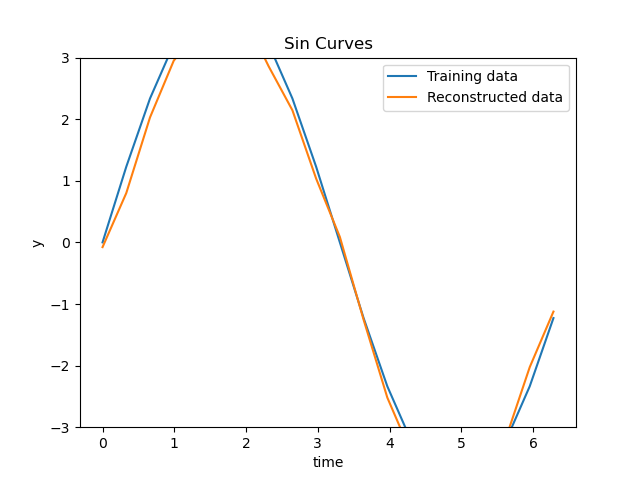 Sin Curves
Training data
Reconstructed data
3
2
1
0
−1
−2
−3
y
0 1 2 3 4 5 6
time